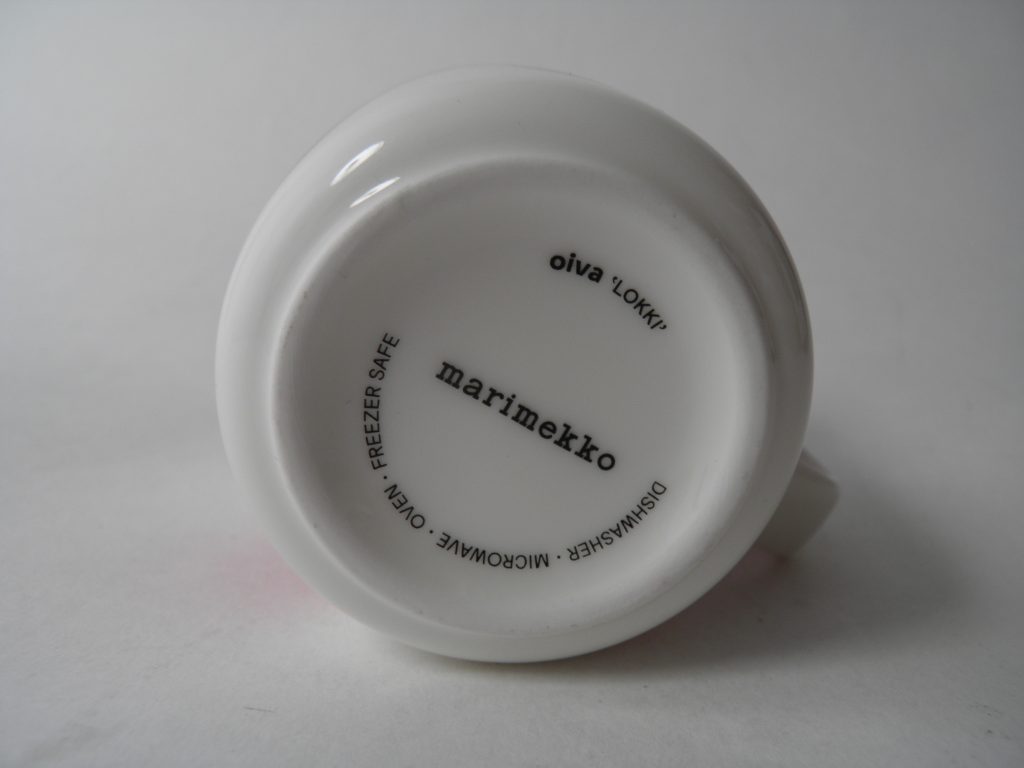 oiva 'LOKKI'
marimekko
DISHWASHER · MICROWAVE · OVEN · FREEZER SAFE